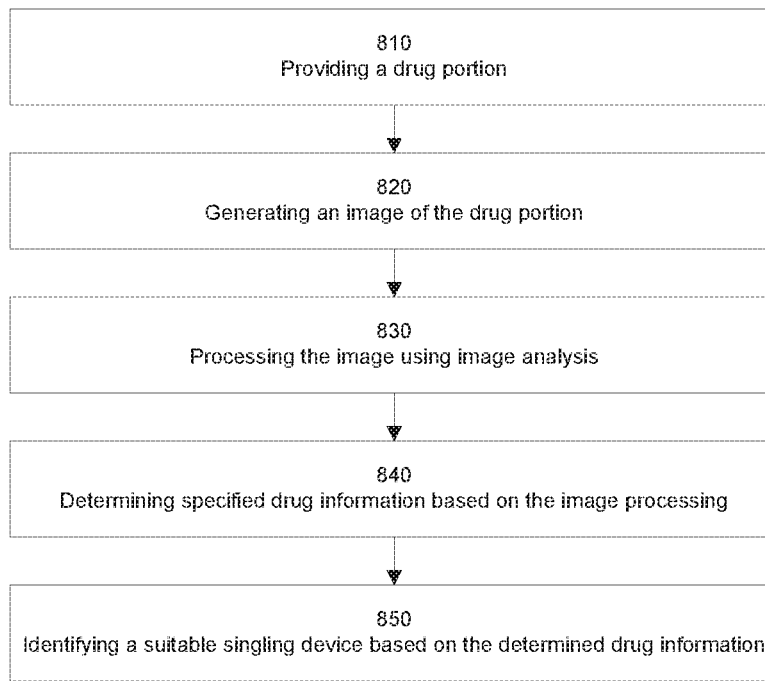 810
Providing a drug portion
820
Generating an image of the drug portion
830
Processing the image using image analysis
840
Determining specified drug information based on the image processing
850
Identifying a suitable singling device based on the determined drug information